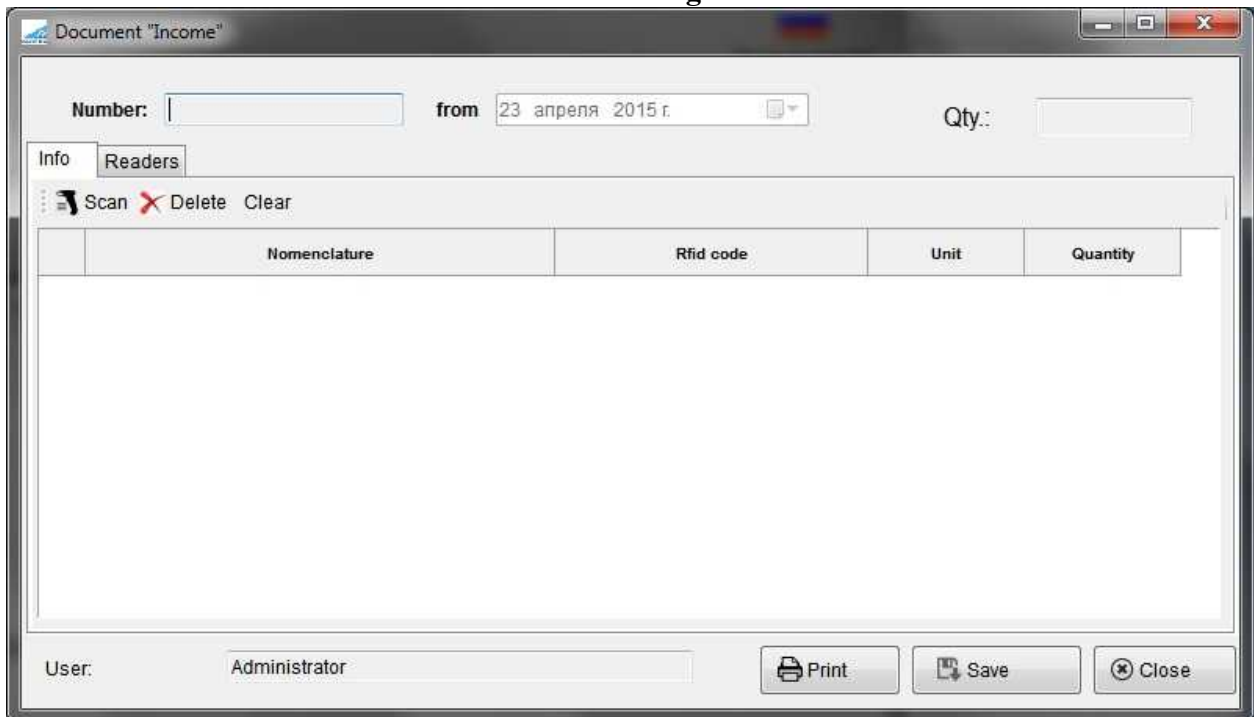 g
Document "Income"
Number: from 23 апреля 2015 г. Qty.:
Info Readers
Scan Delete Clear
Nomenclature Rfid code Unit Quantity
User: Administrator Print Save Close